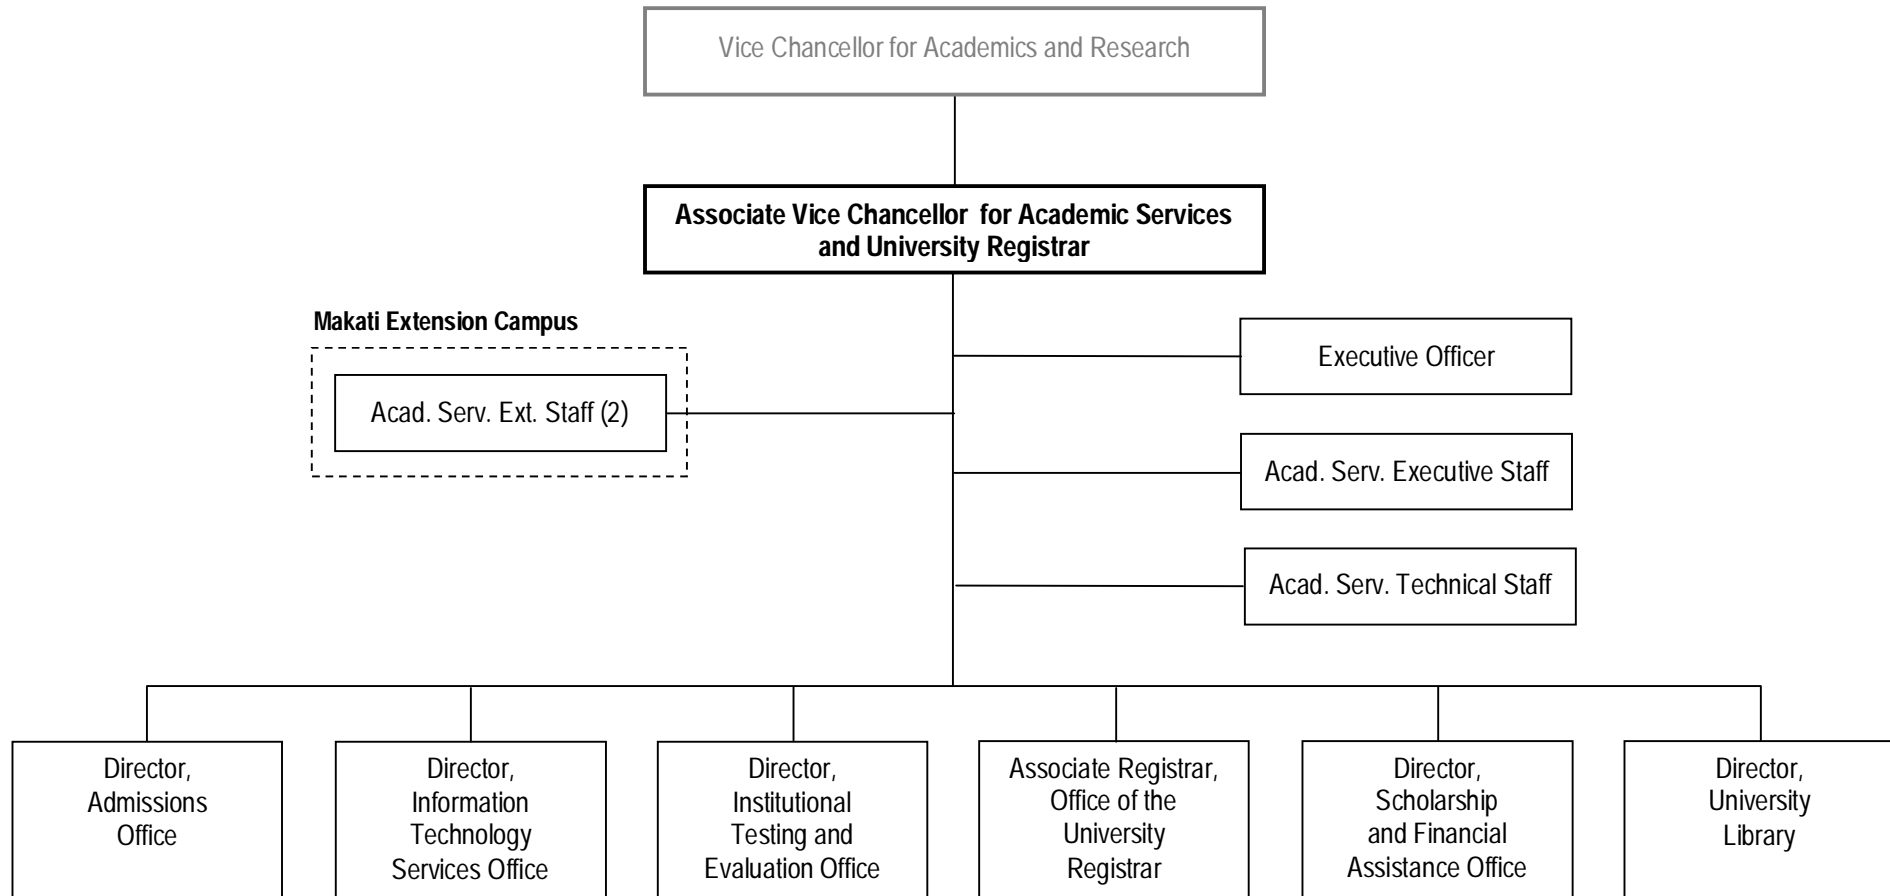 Vice Chancellor for Academics and Research
Associate Vice Chancellor for Academic Services
and University Registrar
Makati Extension Campus
Executive Officer
Acad. Serv. Ext. Staff (2)
Acad. Serv. Executive Staff
Acad. Serv. Technical Staff
Director,
Admissions
Office
Director,
Information
Technology
Services Office
Director,
Institutional
Testing and
Evaluation Office
Associate Registrar,
Office of the
University
Registrar
Director,
Scholarship
and Financial
Assistance Office
Director,
University
Library